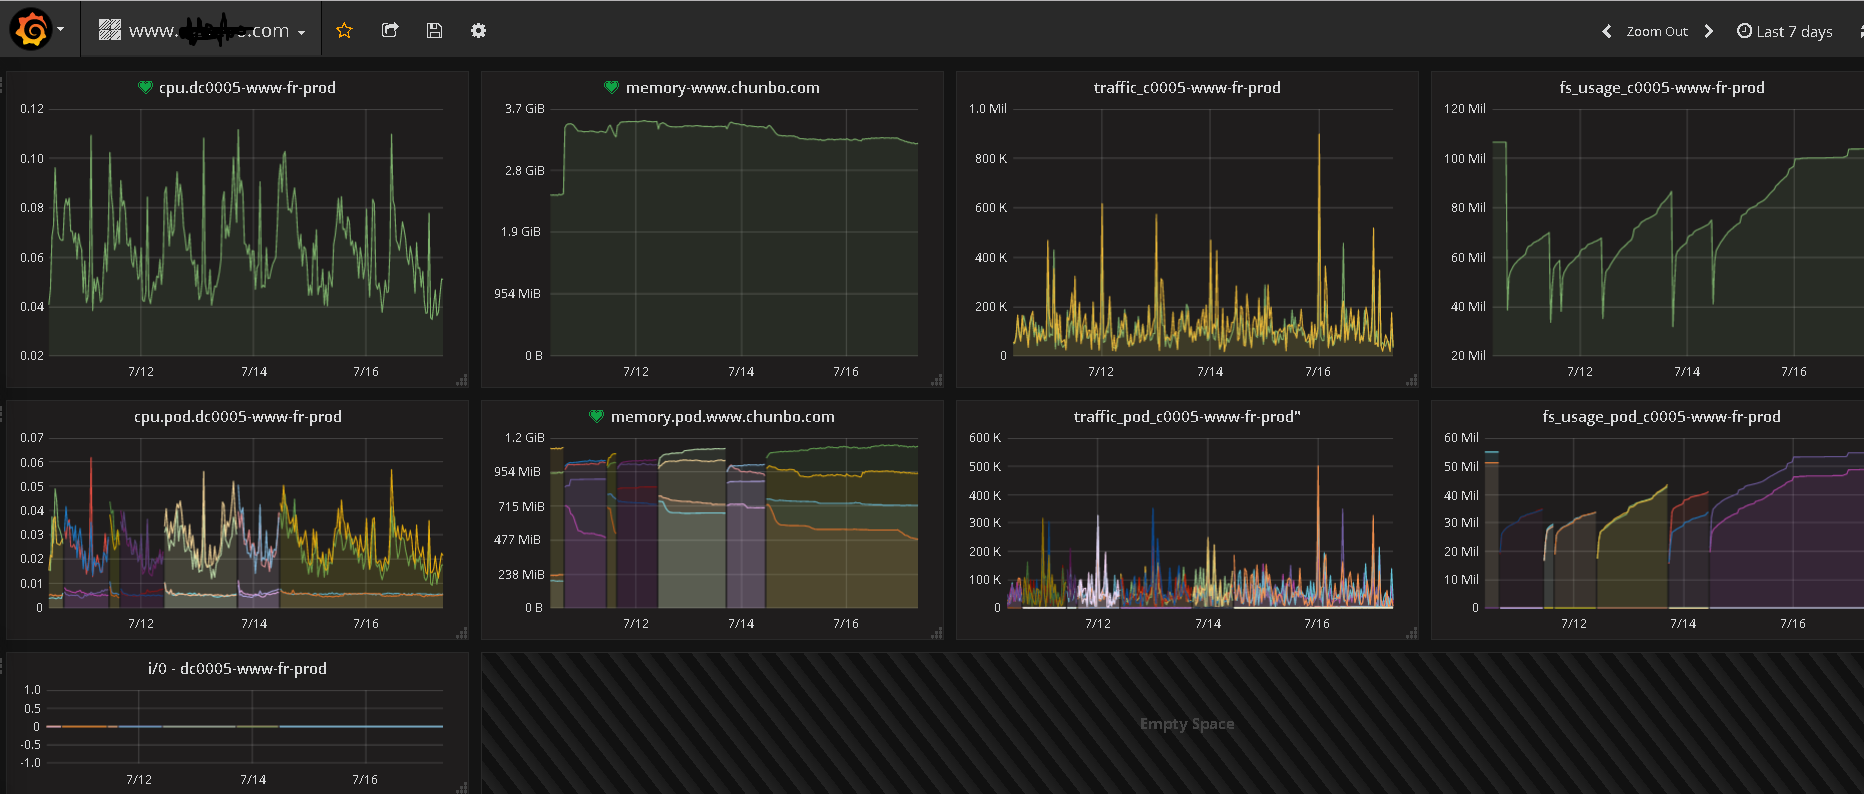 www. .com
Zoom Out
Last 7 days
cpu.dc0005-www-fr-prod
0.12
0.10
0.08
0.06
0.04
0.02
7/12 7/14 7/16
memory-www.chunbo.com
3.7 GiB
2.8 GiB
1.9 GiB
954 MiB
0 B
7/12 7/14 7/16
traffic_c0005-www-fr-prod
1.0 Mil
800 K
600 K
400 K
200 K
0
7/12 7/14 7/16
fs_usage_c0005-www-fr-prod
120 Mil
100 Mil
80 Mil
60 Mil
40 Mil
20 Mil
7/12 7/14 7/16
cpu.pod.dc0005-www-fr-prod
0.07
0.06
0.05
0.04
0.03
0.02
0.01
0
7/12 7/14 7/16
memory.pod.www.chunbo.com
1.2 GiB
954 MiB
715 MiB
477 MiB
238 MiB
0 B
7/12 7/14 7/16
traffic_pod_c0005-www-fr-prod"
600 K
500 K
400 K
300 K
200 K
100 K
0
7/12 7/14 7/16
fs_usage_pod_c0005-www-fr-prod
60 Mil
50 Mil
40 Mil
30 Mil
20 Mil
10 Mil
0
7/12 7/14 7/16
i/0 - dc0005-www-fr-prod
1.0
0.5
0
-0.5
-1.0
7/12 7/14 7/16
Empty Space